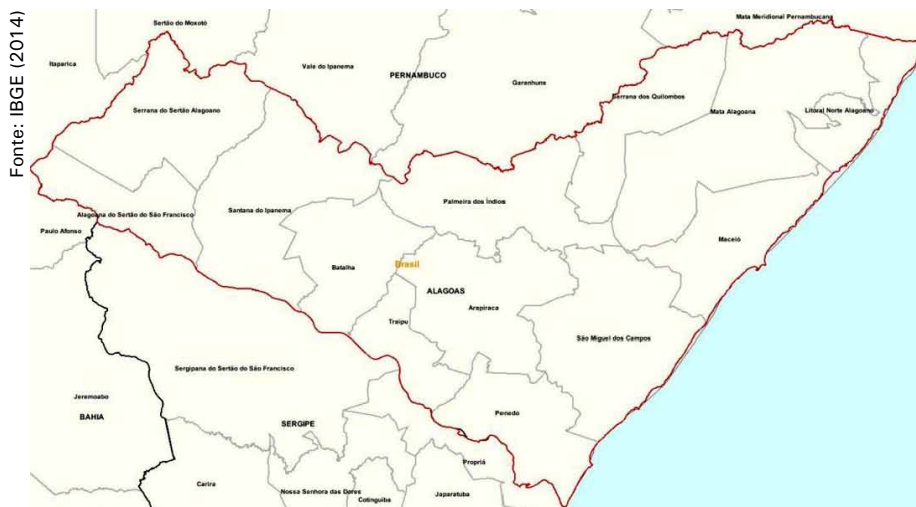 Fonte: IBGE (2014)
Sertão do Moxotó
Mata Meridional Pernambucana
Itaparica
Vale do Ipanema
PERNAMBUCO
Garanhuns
Serrana do Sertão Alagoano
Serrana dos Quilombos
Mata Alagoana
Litoral Norte Alagoano
Alagoana do Sertão do São Francisco
Santana do Ipanema
Palmeira dos Índios
Paulo Afonso
Maceió
Batalha
Brasil
ALAGOAS
Arapiraca
Traipu
São Miguel dos Campos
Sergipana do Sertão do São Francisco
Jeremoabo
BAHIA
Penedo
SERGIPE
Propriá
Carira
Nossa Senhora das Dores
Cotinguiba
Japaratuba